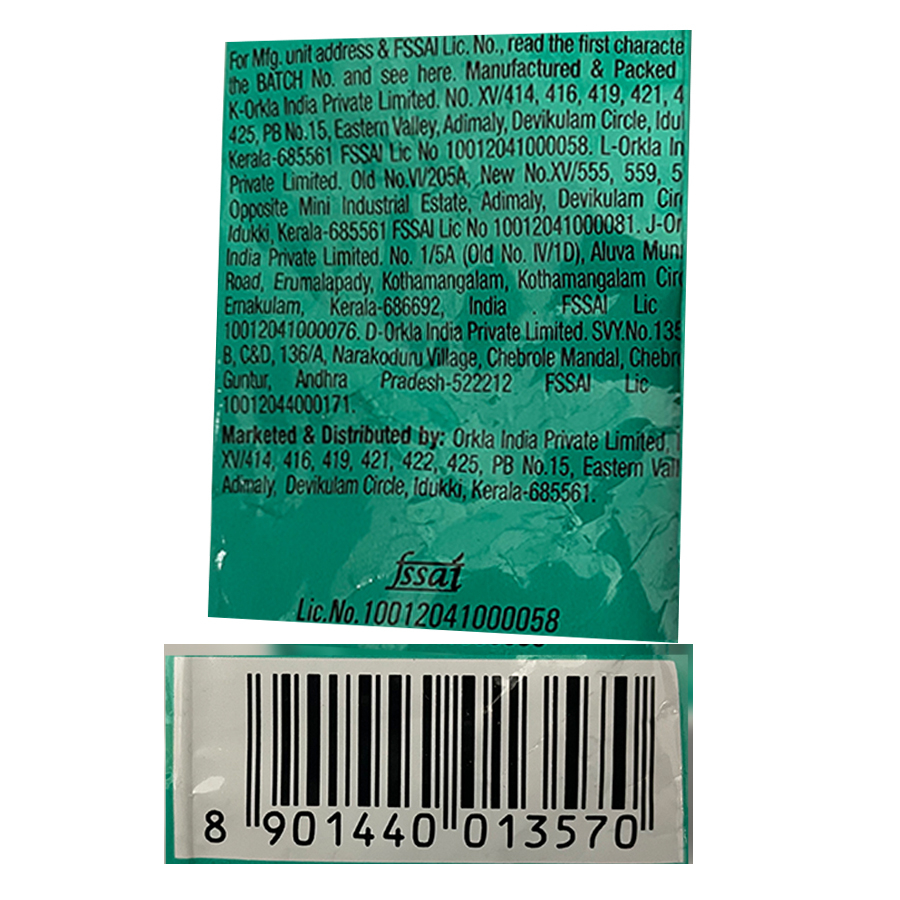 For Mfg. unit address & FSSAI Lic. No., read the first characte
the BATCH No. and see here. Manufactured & Packed
K-Orkla India Private Limited. NO. XV/414, 416, 419, 421, 4
425, PB No.15, Eastern Valley, Adimaly, Devikulam Circle, Idu
Kerala-685561 FSSAI Lic No 10012041000058. L-Orkla In
Private Limited. Old No.VI/205A, New No.XV/555, 559, 5
Opposite Mini Industrial Estate, Adimaly, Devikulam Cir
Idukki, Kerala-685561 FSSAI Lic No 10012041000081. J-Or
India Private Limited. No. 1/5A (Old No. IV/1D), Aluva Mun
Road, Erumalapady, Kothamangalam, Kothamangalam Cir
Ernakulam, Kerala-686692, India . FSSAI Lic
10012041000076. D-Orkla India Private Limited. SVY.No.135
B, C&D, 136/A, Narakoduru Village, Chebrole Mandal, Chebr
Guntur, Andhra Pradesh-522212 FSSAI Lic
10012044000171.
Marketed & Distributed by: Orkla India Private Limited,
XV/414, 416, 419, 421, 422, 425, PB No.15, Eastern Vall
Adimaly, Devikulam Circle, Idukki, Kerala-685561.
fssai
Lic.No.10012041000058
8 901440 013570